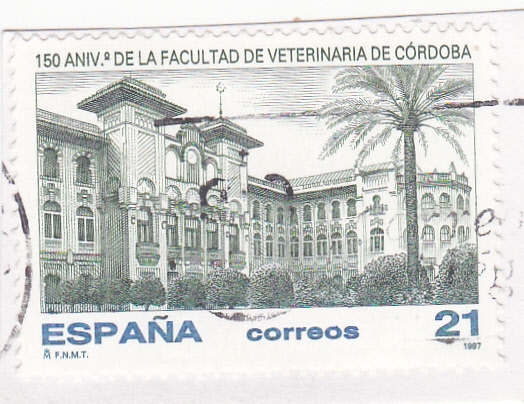 150 ANIV.º DE LA FACULTAD DE VETERINARIA DE CÓRDOBA
ESPAÑA correos 21
F.N.M.T. 1997